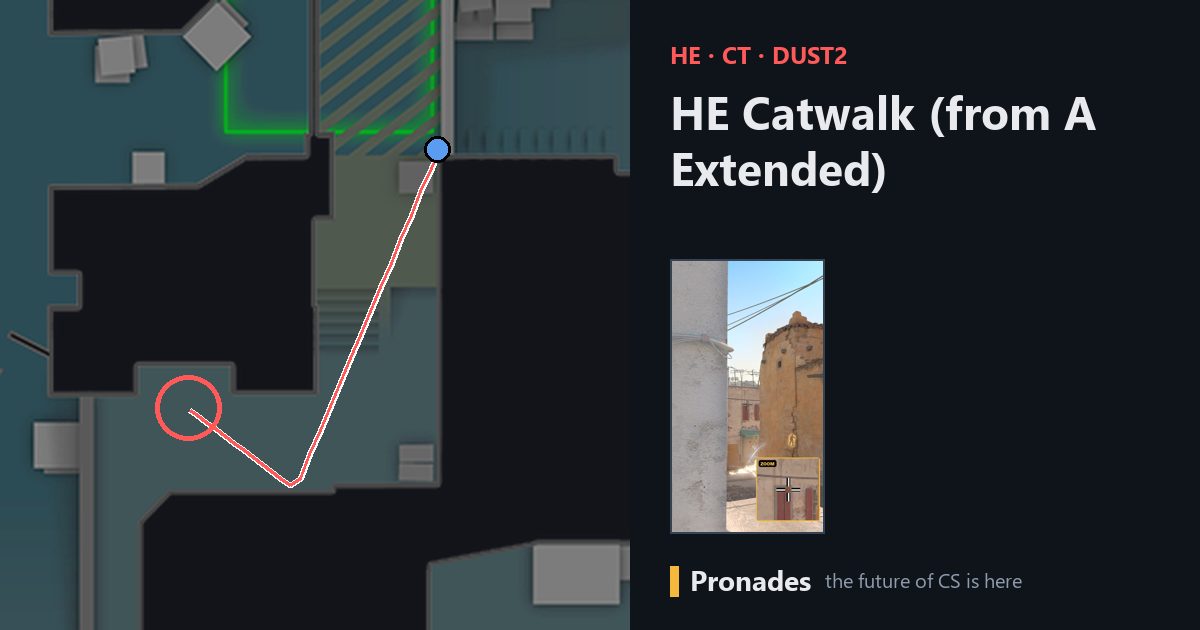 HE · CT · DUST2
HE Catwalk (from A
Extended)
ZOOM
Pronades the future of CS is here